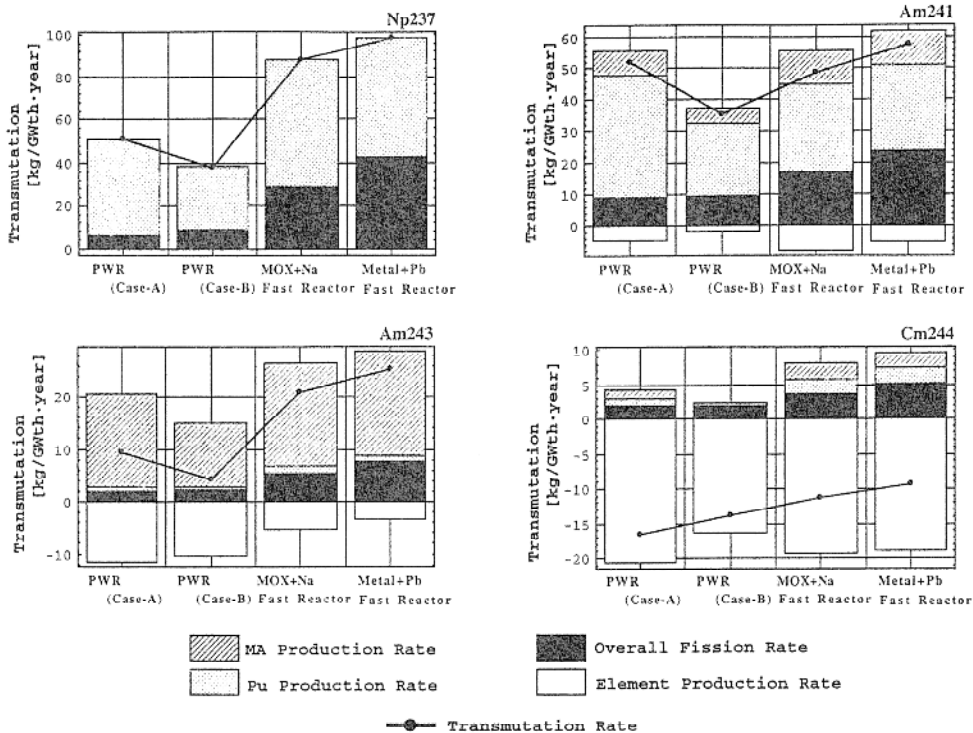 Np237
Transmutation
[kg/GWth·year]
100
80
60
40
20
0
PWR
(Case-A)
PWR
(Case-B)
MOX+Na
Fast Reactor
Metal+Pb
Fast Reactor
Am241
Transmutation
[kg/GWth·year]
60
50
40
30
20
10
0
PWR
(Case-A)
PWR
(Case-B)
MOX+Na
Fast Reactor
Metal+Pb
Fast Reactor
Am243
Transmutation
[kg/GWth·year]
20
10
0
-10
PWR
(Case-A)
PWR
(Case-B)
MOX+Na
Fast Reactor
Metal+Pb
Fast Reactor
Cm244
Transmutation
[kg/GWth·year]
10
5
0
-5
-10
-15
-20
PWR
(Case-A)
PWR
(Case-B)
MOX+Na
Fast Reactor
Metal+Pb
Fast Reactor
MA Production Rate
Overall Fission Rate
Pu Production Rate
Element Production Rate
Transmutation Rate